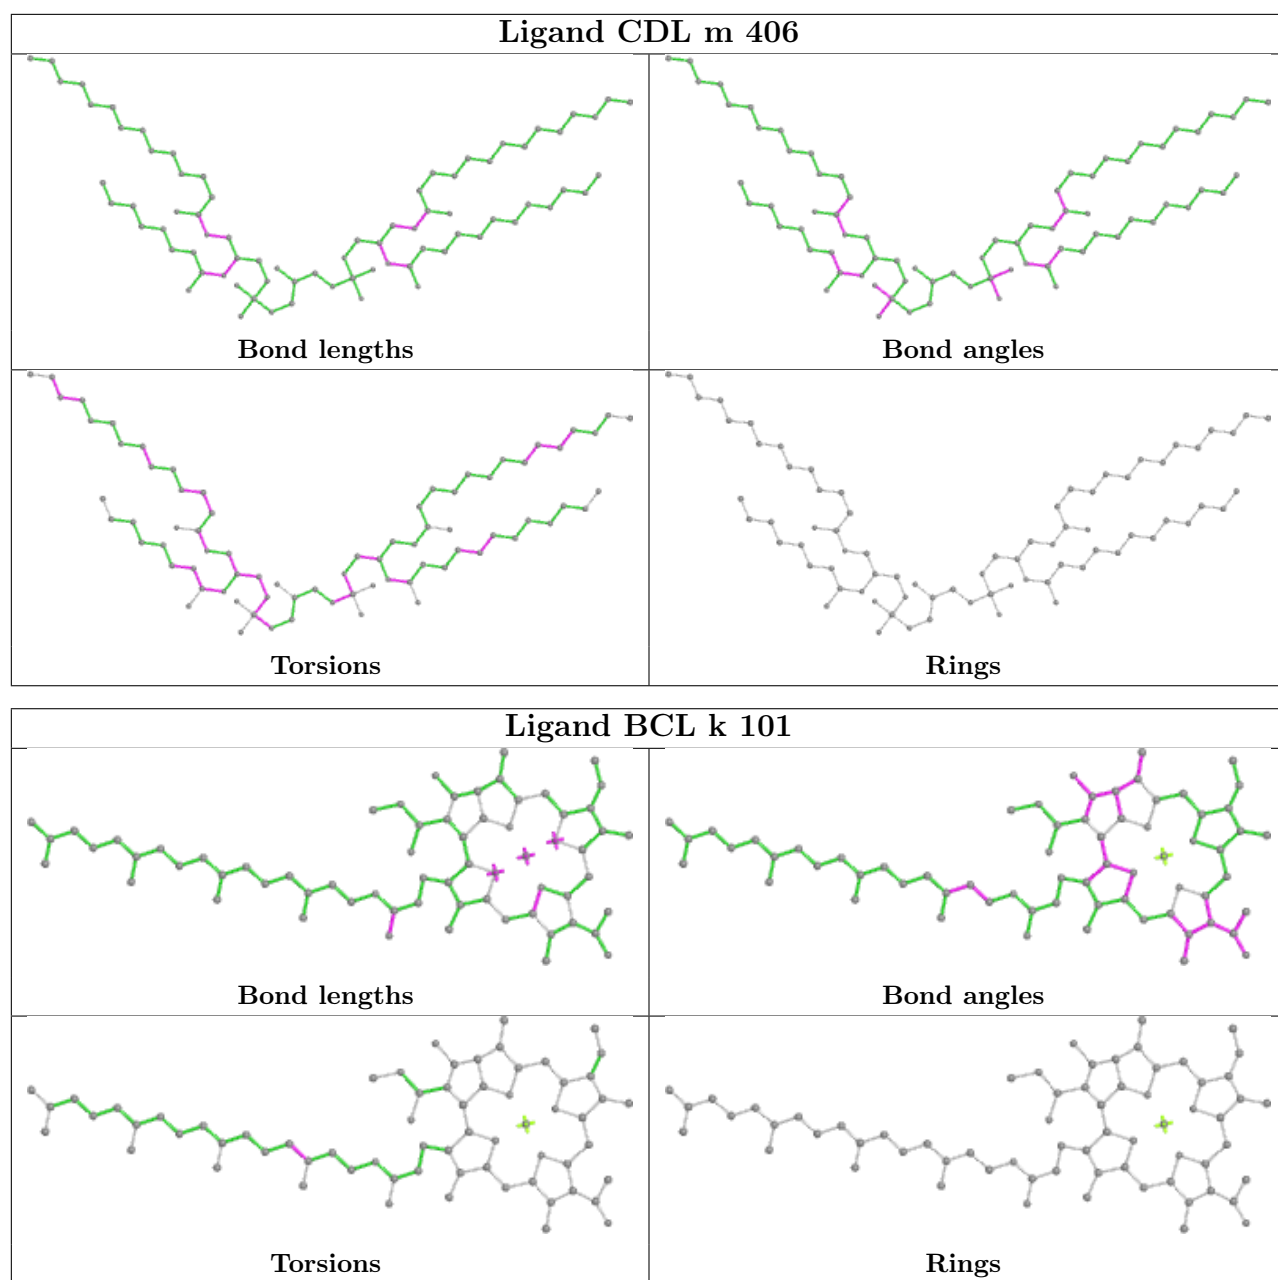 Ligand CDL m 406
Bond lengths
Bond angles
Torsions
Rings
Ligand BCL k 101
Bond lengths
Bond angles
Torsions
Rings